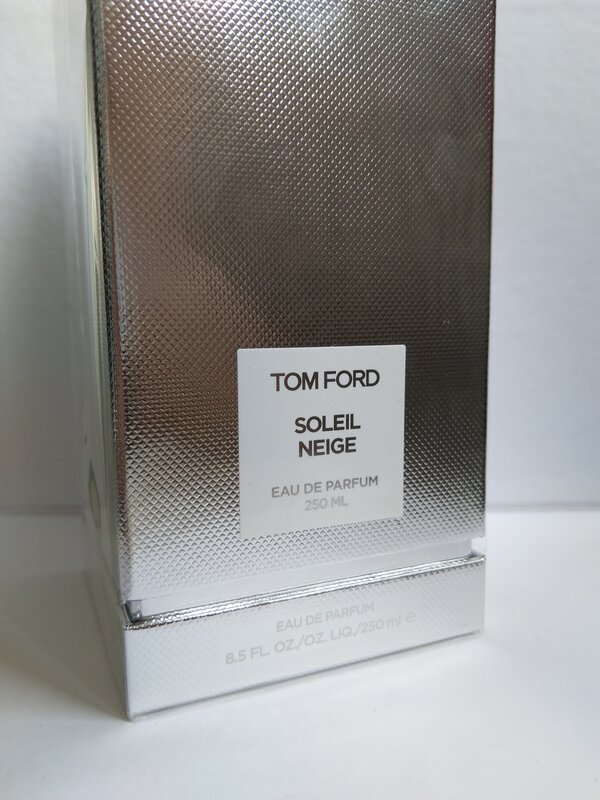 TOM FORD
SOLEIL
NEIGE
EAU DE PARFUM
250 ML
EAU DE PARFUM
8.5 FL. OZ./OZ. LIQ./250 ml ℮